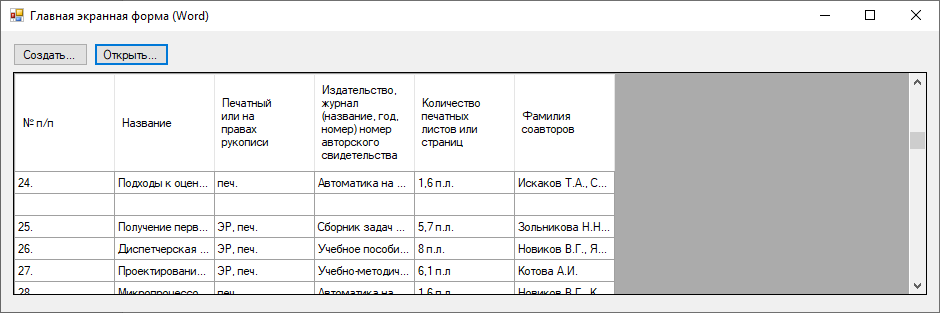 Главная экранная форма (Word)
Создать... Открыть...
№ п/п Название Печатный или на правах рукописи Издательство, журнал (название, год, номер) номер авторского свидетельства Количество печатных листов или страниц Фамилия соавторов
24. Подходы к оцен... печ. Автоматика на ... 1,6 п.л. Искаков Т.А., С...
25. Получение перв... ЭР, печ. Сборник задач ... 5,7 п.л. Зольникова Н.Н...
26. Диспетчерская ... ЭР, печ. Учебное пособи... 8 п.л. Новиков В.Г., Я...
27. Проектировани... ЭР, печ. Учебно-методич... 6,1 п.л Котова А.И.
28. Микропроцессо... печ. Автоматика на ... 1,6 п.л. Новиков В.Г., К...